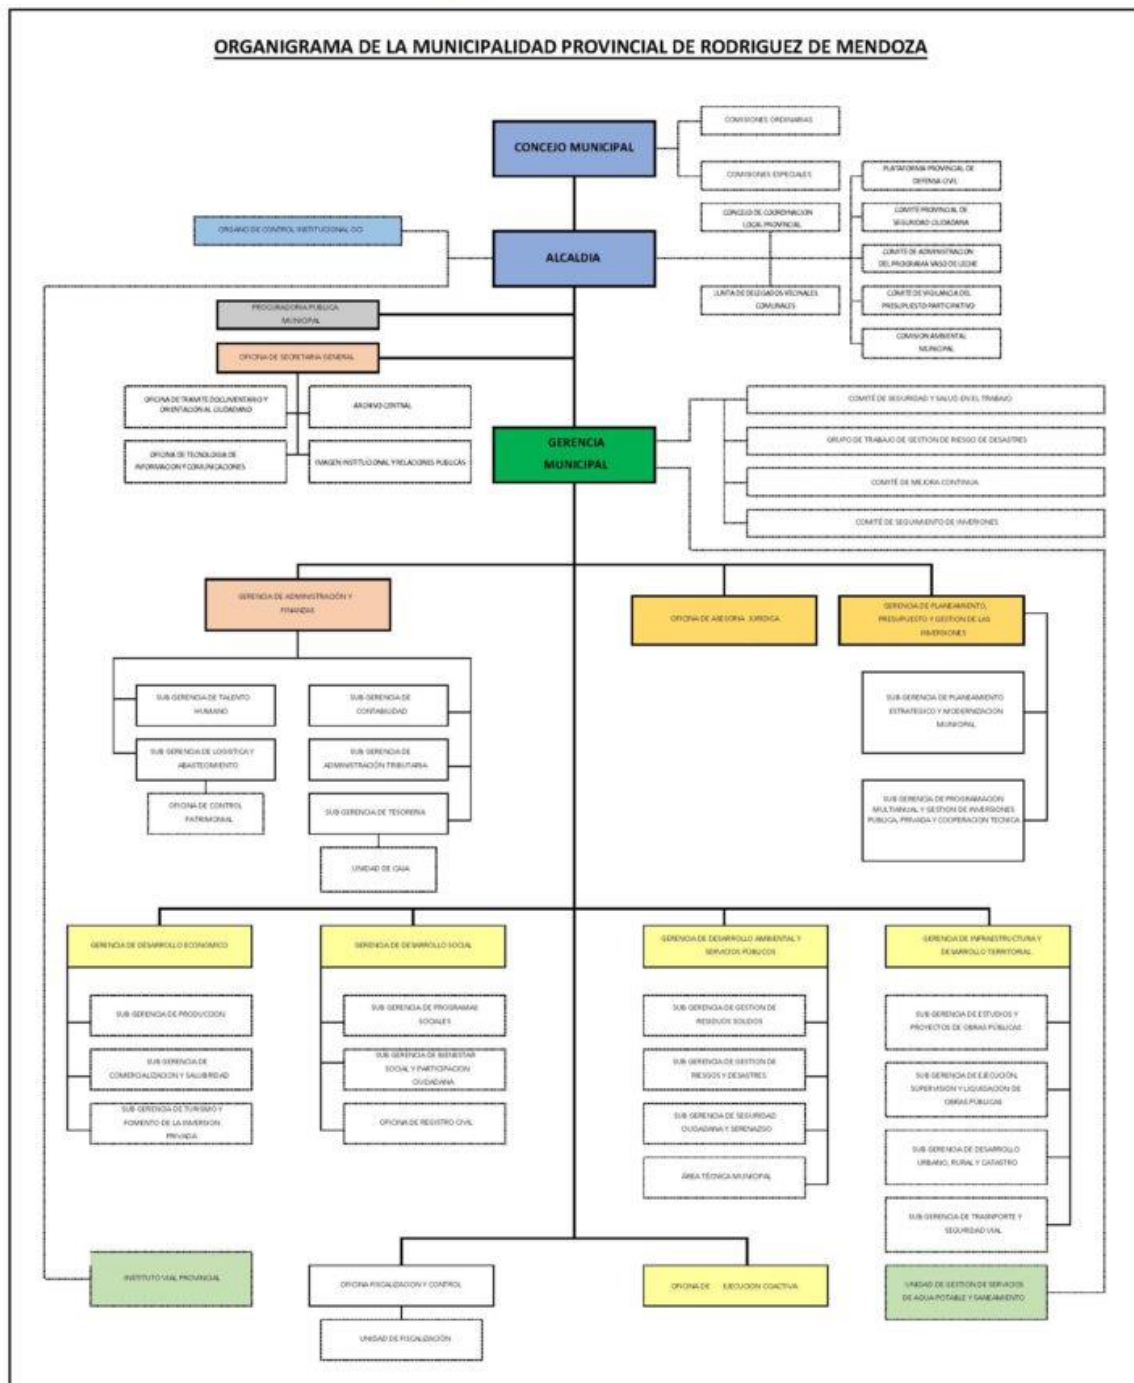 ORGANIGRAMA DE LA MUNICIPALIDAD PROVINCIAL DE RODRIGUEZ DE MENDOZA
CONCEJO MUNICIPAL
COMISIONES ORDINARIAS
COMISIONES ESPECIALES
PLATAFORMA PROVINCIAL DE
DEFENSA CIVIL
CONCEJO DE COORDINACION
LOCAL PROVINCIAL
COMITÉ PROVINCIAL DE
SEGURIDAD CIUDADANA
ORGANO DE CONTROL INSTITUCIONAL OCI
ALCALDIA
COMITÉ DE ADMINISTRACION
DEL PROGRAMA VASO DE LECHE
JUNTA DE DELEGADOS VECINALES
COMUNALES
COMITÉ DE VIGILANCIA DEL
PRESUPUESTO PARTICIPATIVO
PROCURADORIA PUBLICA
MUNICIPAL
COMISION AMBIENTAL
MUNICIPAL
OFICINA DE SECRETARIA GENERAL
OFICINA DE TRAMITE DOCUMENTARIO Y
ORIENTACION AL CIUDADANO
ARCHIVO CENTRAL
OFICINA DE TECNOLOGIA DE
INFORMACION Y COMUNICACIONES
IMAGEN INSTITUCIONAL Y RELACIONES PUBLICAS
GERENCIA
MUNICIPAL
COMITÉ DE SEGURIDAD Y SALUD EN EL TRABAJO
GRUPO DE TRABAJO DE GESTION DE RIESGO DE DESASTRES
COMITÉ DE MEJORA CONTINUA
COMITÉ DE SEGUIMIENTO DE INVERSIONES
GERENCIA DE ADMINISTRACIÓN Y
FINANZAS
OFICINA DE ASESORIA JURIDICA
GERENCIA DE PLANEAMIENTO,
PRESUPUESTO Y GESTION DE LAS
INVERSIONES
SUB GERENCIA DE TALENTO
HUMANO
SUB GERENCIA DE
CONTABILIDAD
SUB GERENCIA DE PLANEAMIENTO
ESTRATEGICO Y MODERNIZACION
MUNICIPAL
SUB GERENCIA DE LOGISTICA Y
ABASTECIMIENTO
SUB GERENCIA DE
ADMINISTRACIÓN TRIBUTARIA
OFICINA DE CONTROL
PATRIMONIAL
SUB GERENCIA DE TESORERIA
SUB GERENCIA DE PROGRAMACION
MULTIANUAL Y GESTION DE INVERSIONES
PUBLICA, PRIVADA Y COOPERACION TECNICA
UNIDAD DE CAJA
GERENCIA DE DESARROLLO ECONOMICO
GERENCIA DE DESARROLLO SOCIAL
GERENCIA DE DESARROLLO AMBIENTAL Y
SERVICIOS PÚBLICOS
GERENCIA DE INFRAESTRUCTURA Y
DESARROLLO TERRITORIAL
SUB GERENCIA DE PRODUCCION
SUB GERENCIA DE PROGRAMAS
SOCIALES
SUB GERENCIA DE GESTION DE
RESIDUOS SOLIDOS
SUB GERENCIA DE ESTUDIOS Y
PROYECTOS DE OBRAS PÚBLICAS
SUB GERENCIA DE
COMERCIALIZACION Y SALUBRIDAD
SUB GERENCIA DE BIENESTAR
SOCIAL Y PARTICIPACION
CIUDADANA
SUB GERENCIA DE GESTION DE
RIESGOS Y DESASTRES
SUB GERENCIA DE EJECUCIÓN,
SUPERVISION Y LIQUIDACION DE
OBRAS PÚBLICAS
SUB GERENCIA DE TURISMO Y
FOMENTO DE LA INVERSION
PRIVADA
OFICINA DE REGISTRO CIVIL
SUB GERENCIA DE SEGURIDAD
CIUDADANA Y SERENAZGO
SUB GERENCIA DE DESARROLLO
URBANO, RURAL Y CATASTRO
ÁREA TÉCNICA MUNICIPAL
SUB GERENCIA DE TRANSPORTE Y
SEGURIDAD VIAL
INSTITUTO VIAL PROVINCIAL
OFICINA FISCALIZACION Y CONTROL
OFICINA DE EJECUCION COACTIVA
UNIDAD DE GESTION DE SERVICIOS
DE AGUA POTABLE Y SANEAMIENTO
UNIDAD DE FISCALIZACIÓN